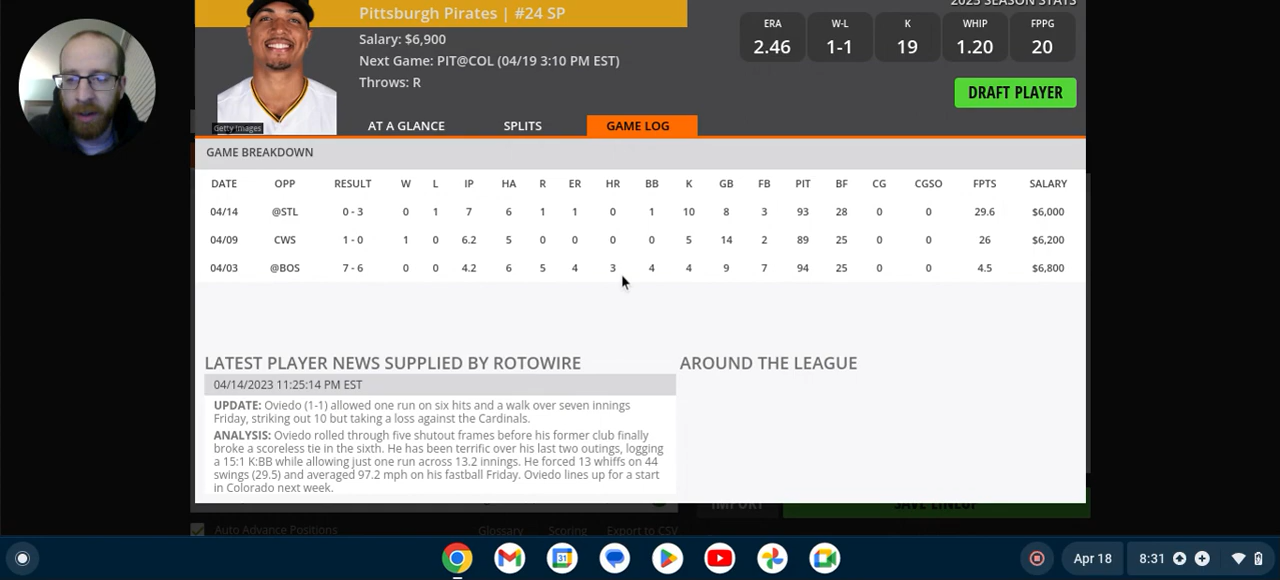 2023 SEASON STATS
Pittsburgh Pirates | #24 SP
Salary: $6,900
Next Game: PIT@COL (04/19 3:10 PM EST)
Throws: R
ERA W-L K WHIP FPPG
2.46 1-1 19 1.20 20
DRAFT PLAYER
Getty Images
AT A GLANCE SPLITS GAME LOG
GAME BREAKDOWN
DATE OPP RESULT W L IP HA R ER HR BB K GB FB PIT BF CG CGSO FPTS SALARY
04/14 @STL 0 - 3 0 1 7 6 1 1 0 1 10 8 3 93 28 0 0 29.6 $6,000
04/09 CWS 1 - 0 1 0 6.2 5 0 0 0 0 5 14 2 89 25 0 0 26 $6,200
04/03 @BOS 7 - 6 0 0 4.2 6 5 4 3 4 4 9 7 94 25 0 0 4.5 $6,800
LATEST PLAYER NEWS SUPPLIED BY ROTOWIRE
AROUND THE LEAGUE
04/14/2023 11:25:14 PM EST
UPDATE: Oviedo (1-1) allowed one run on six hits and a walk over seven innings
Friday, striking out 10 but taking a loss against the Cardinals.
ANALYSIS: Oviedo rolled through five shutout frames before his former club finally
broke a scoreless tie in the sixth. He has been terrific over his last two outings, logging
a 15:1 K:BB while allowing just one run across 13.2 innings. He forced 13 whiffs on 44
swings (29.5) and averaged 97.2 mph on his fastball Friday. Oviedo lines up for a start
in Colorado next week.
IMPORT SAVE LINEUP
Auto Advance Positions Glossary Scoring Export to CSV
31
Apr 18 8:31